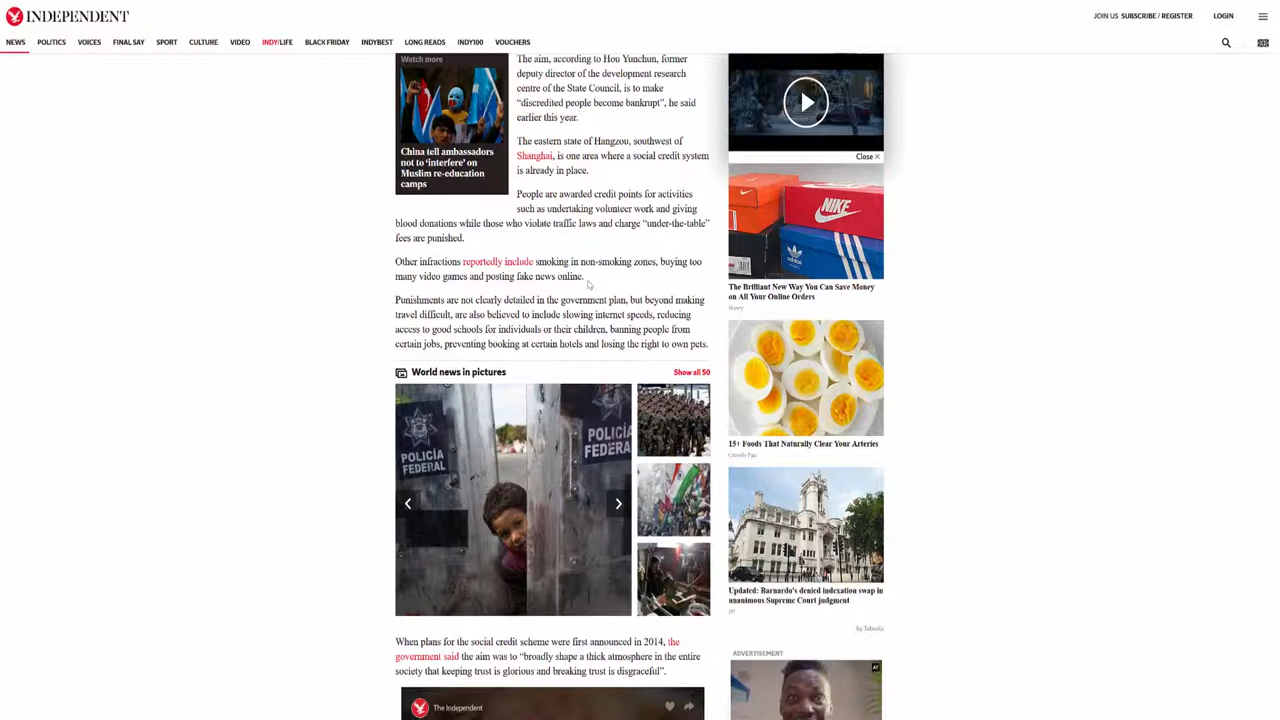 INDEPENDENT
JOIN US SUBSCRIBE / REGISTER LOGIN
NEWS POLITICS VOICES FINAL SAY SPORT CULTURE VIDEO INDY/LIFE BLACK FRIDAY INDYBEST LONG READS INDY100 VOUCHERS
Watch more
China tell ambassadors
not to ‘interfere’ on
Muslim re-education
camps
The aim, according to Hou Yunchun, former
deputy director of the development research
centre of the State Council, is to make
“discredited people become bankrupt”, he said
earlier this year.
The eastern state of Hangzou, southwest of
Shanghai, is one area where a social credit system
is already in place.
People are awarded credit points for activities
such as undertaking volunteer work and giving
blood donations while those who violate traffic laws and charge “under-the-table”
fees are punished.
Other infractions reportedly include smoking in non-smoking zones, buying too
many video games and posting fake news online.
Punishments are not clearly detailed in the government plan, but beyond making
travel difficult, are also believed to include slowing internet speeds, reducing
access to good schools for individuals or their children, banning people from
certain jobs, preventing booking at certain hotels and losing the right to own pets.
World news in pictures
Show all 50
POLICÍA
FEDERAL
POLICÍA
FEDERAL
When plans for the social credit scheme were first announced in 2014, the
government said the aim was to “broadly shape a thick atmosphere in the entire
society that keeping trust is glorious and breaking trust is disgraceful”.
The Independent
Close X
NIKE
adidas
The Brilliant New Way You Can Save Money
on All Your Online Orders
Honey
15+ Foods That Naturally Clear Your Arteries
Updated: Barnardo's denied indexation swap in
unanimous Supreme Court judgment
by Taboola
ADVERTISEMENT